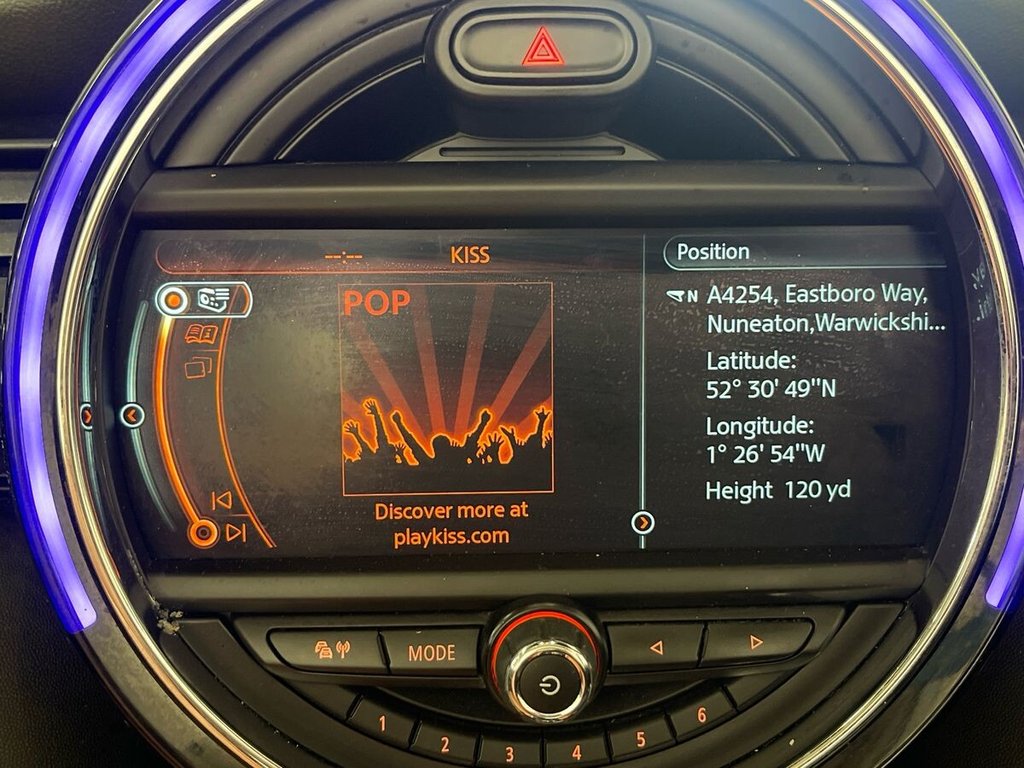 --:--
KISS
POP
Discover more at
playkiss.com
Position
N A4254, Eastboro Way,
Nuneaton,Warwickshi...
Latitude:
52° 30' 49"N
Longitude:
1° 26' 54"W
Height 120 yd
MODE
1
2
3
4
5
6